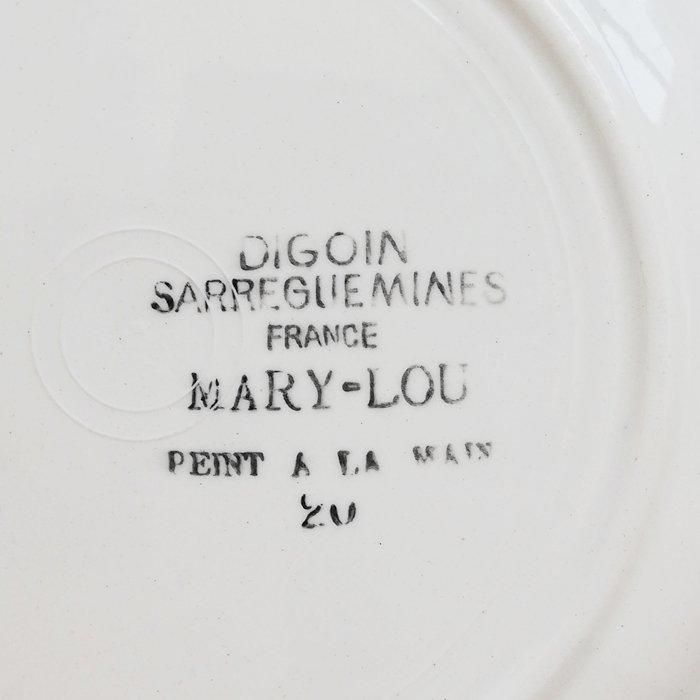 DIGOIN
SARREGUEMINES
FRANCE
MARY-LOU
PEINT A LA MAIN
20